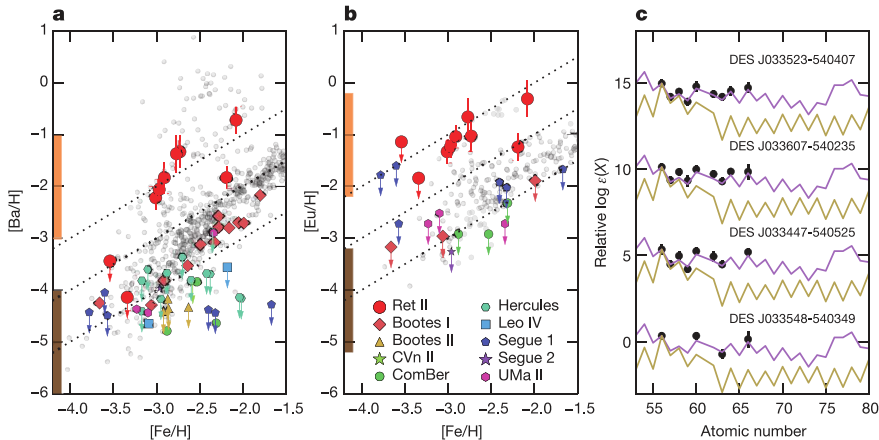 a
b
c
1
0
−1
−2
−3
−4
−5
−6
[Ba/H]
−4.0
−3.5
−3.0
−2.5
−2.0
−1.5
[Fe/H]
1
0
−1
−2
−3
−4
−5
−6
[Eu/H]
−4.0
−3.5
−3.0
−2.5
−2.0
−1.5
[Fe/H]
Ret II
Bootes I
Bootes II
CVn II
ComBer
Hercules
Leo IV
Segue 1
Segue 2
UMa II
DES J033523-540407
DES J033607-540235
DES J033447-540525
DES J033548-540349
15
10
5
0
Relative log ε(X)
55
60
65
70
75
80
Atomic number